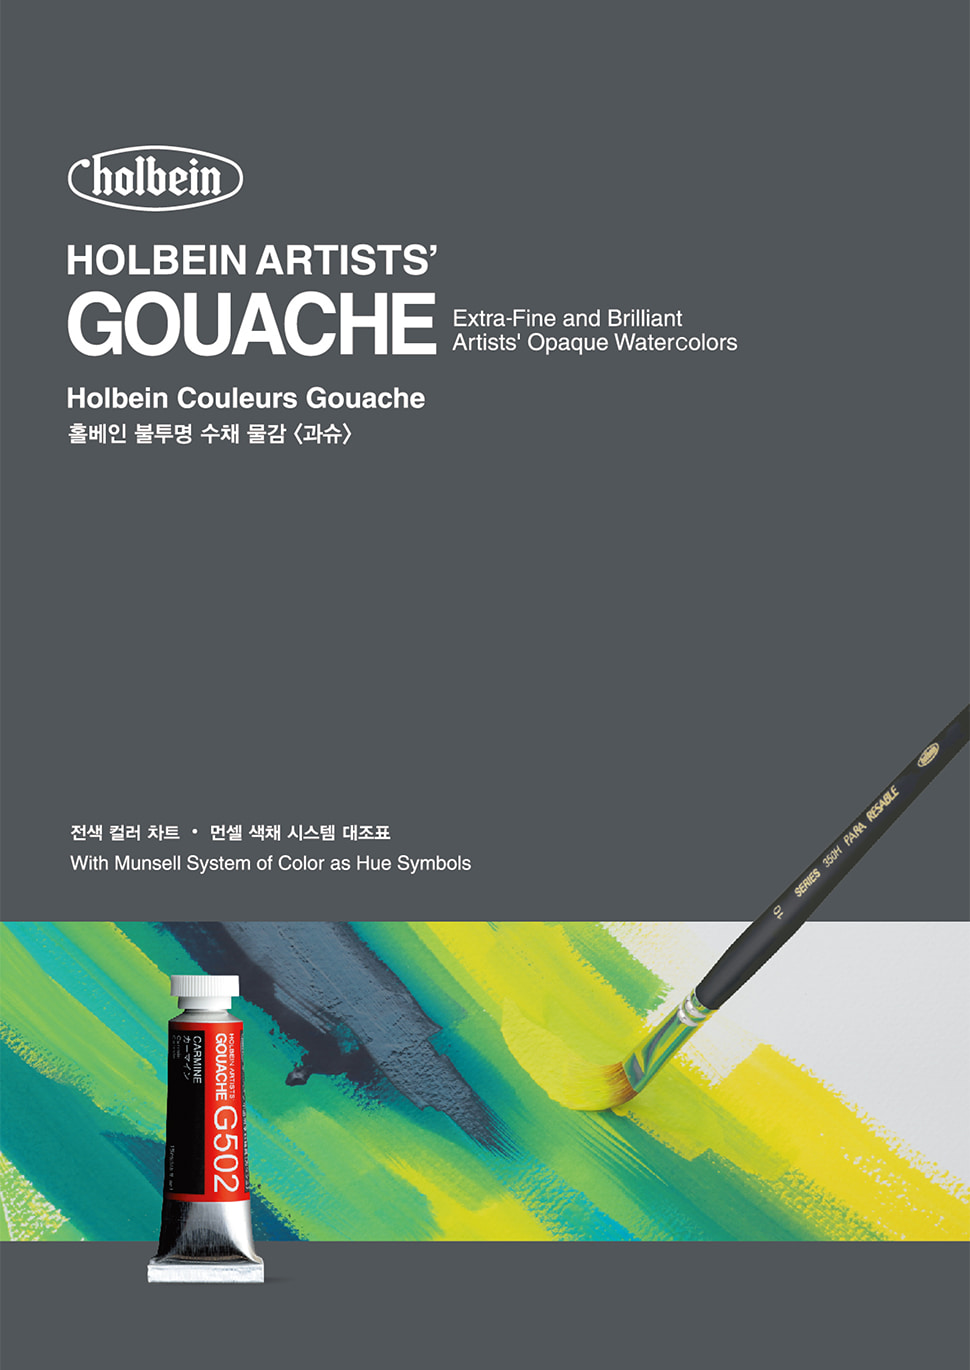 holbein
HOLBEIN ARTISTS’
GOUACHE
Extra-Fine and Brilliant
Artists' Opaque Watercolors
Holbein Couleurs Gouache
홀베인 불투명 수채 물감 〈과슈〉
전색 컬러 차트 • 먼셀 색채 시스템 대조표
With Munsell System of Color as Hue Symbols
holbein
10 SERIES 350H PARA RESABLE
HOLBEIN ARTISTS'
GOUACHE G502
CARMINE
カーマイン